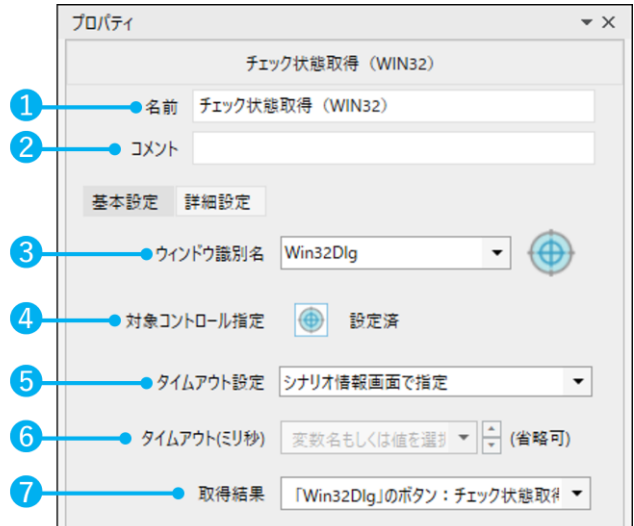 プロパティ
チェック状態取得（WIN32）
1 名前 チェック状態取得（WIN32）
2 コメント
基本設定 詳細設定
3 ウィンドウ識別名 Win32Dlg
4 対象コントロール指定 設定済
5 タイムアウト設定 シナリオ情報画面で指定
6 タイムアウト(ミリ秒) 変数名もしくは値を選択 (省略可)
7 取得結果 「Win32Dlg」のボタン：チェック状態取得